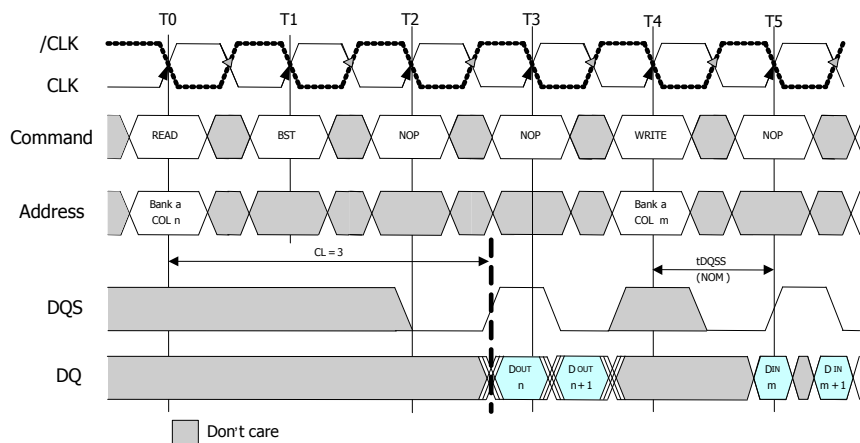 T0 T1 T2 T3 T4 T5
/CLK
CLK
Command READ BST NOP NOP WRITE NOP
Address Bank a COL n Bank a COL m
CL = 3
tDQSS
(NOM )
DQS
DQ DOUT n DOUT n+1 DIN m DIN m+1
Don't care